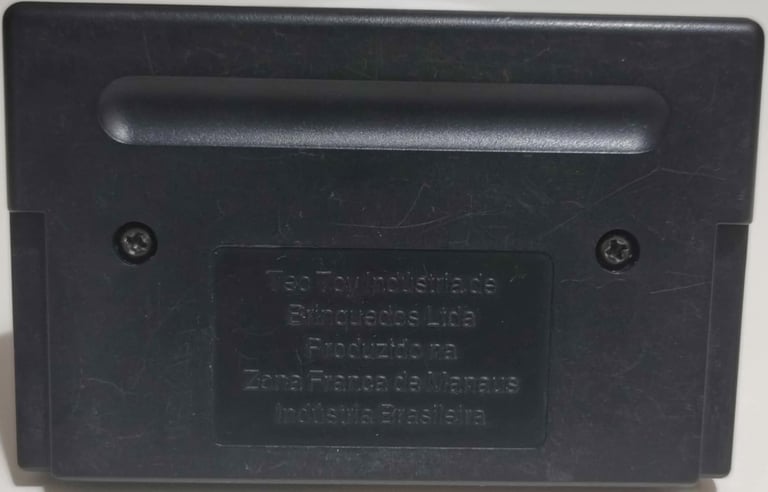 Tec Toy Indústria de
Brinquedos Ltda
Produzido na
Zona Franca de Manaus
Indústria Brasileira